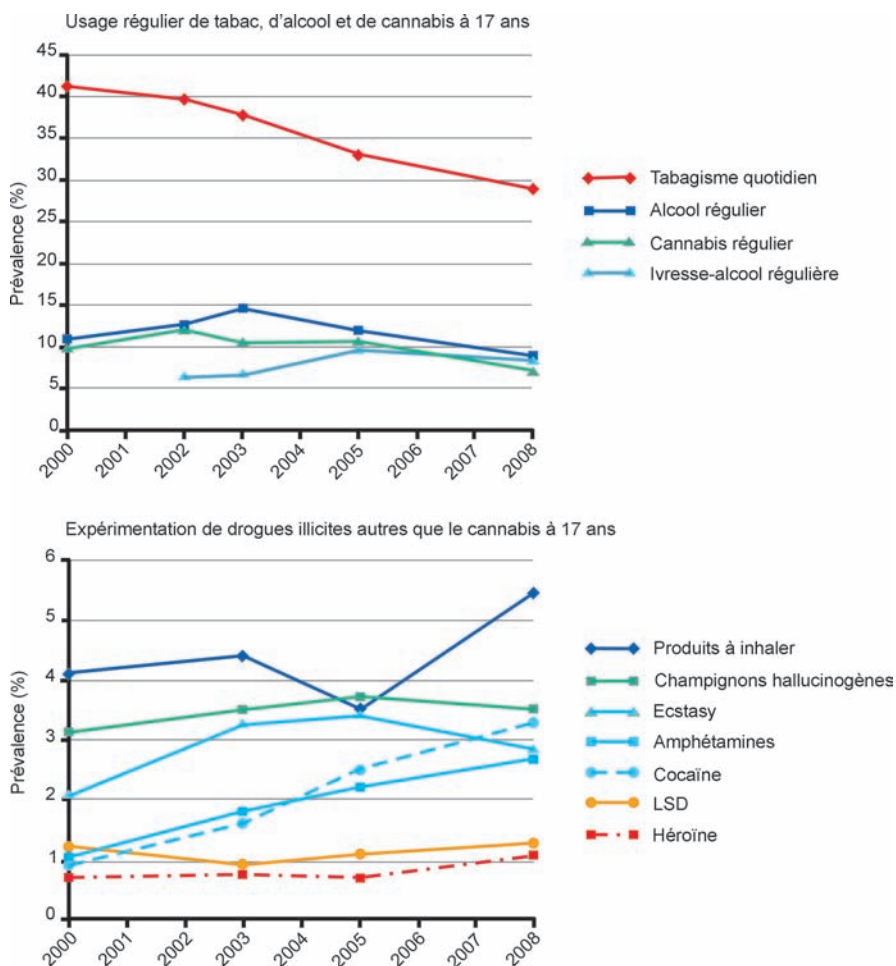 Usage régulier de tabac, d'alcool et de cannabis à 17 ans
Prévalence (%)
45
40
35
30
25
20
15
10
5
0
2000 2001 2002 2003 2004 2005 2006 2007 2008
Tabagisme quotidien
Alcool régulier
Cannabis régulier
Ivresse-alcool régulière
Expérimentation de drogues illicites autres que le cannabis à 17 ans
Prévalence (%)
6
5
4
3
2
1
0
2000 2001 2002 2003 2004 2005 2006 2007 2008
Produits à inhaler
Champignons hallucinogènes
Ecstasy
Amphétamines
Cocaïne
LSD
Héroïne